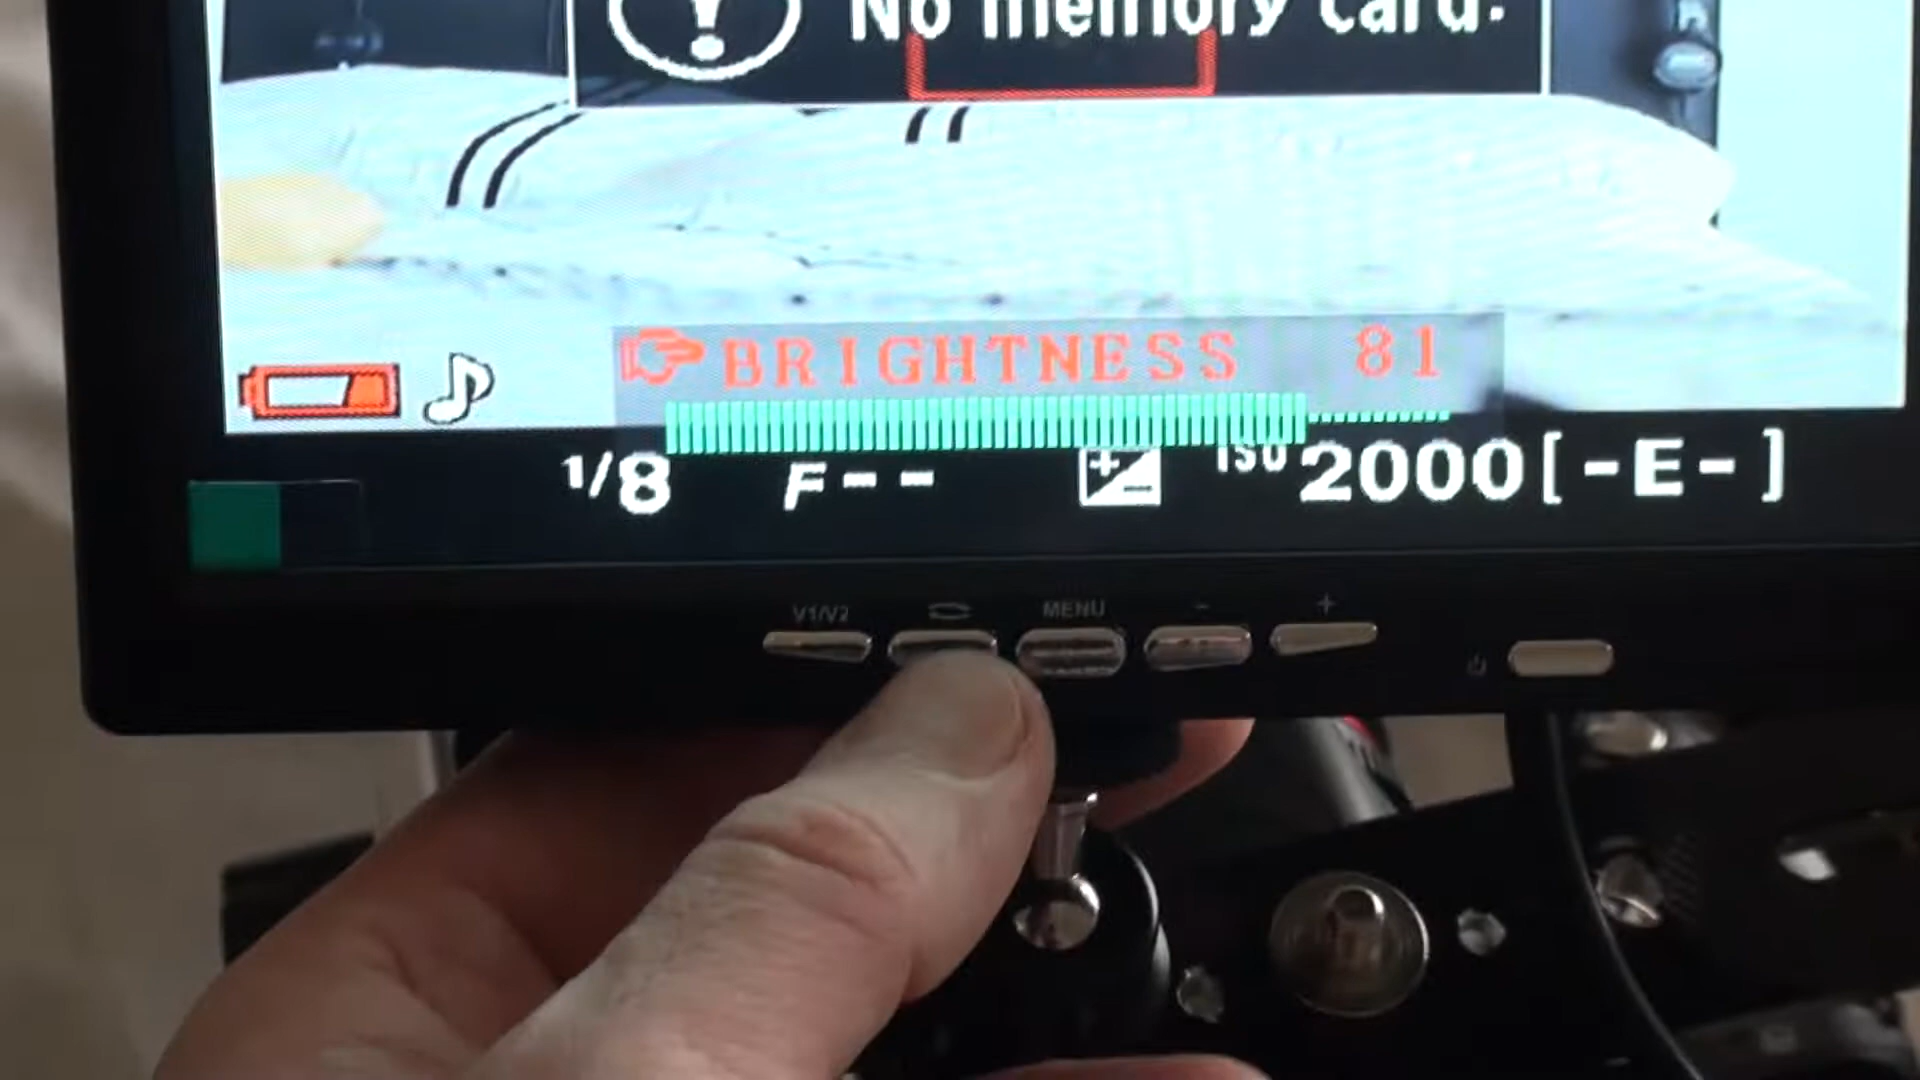 No memory card.
BRIGHTNESS 81
1/8 F-- ISO 2000 [-E-]
V1/V2 MENU - +